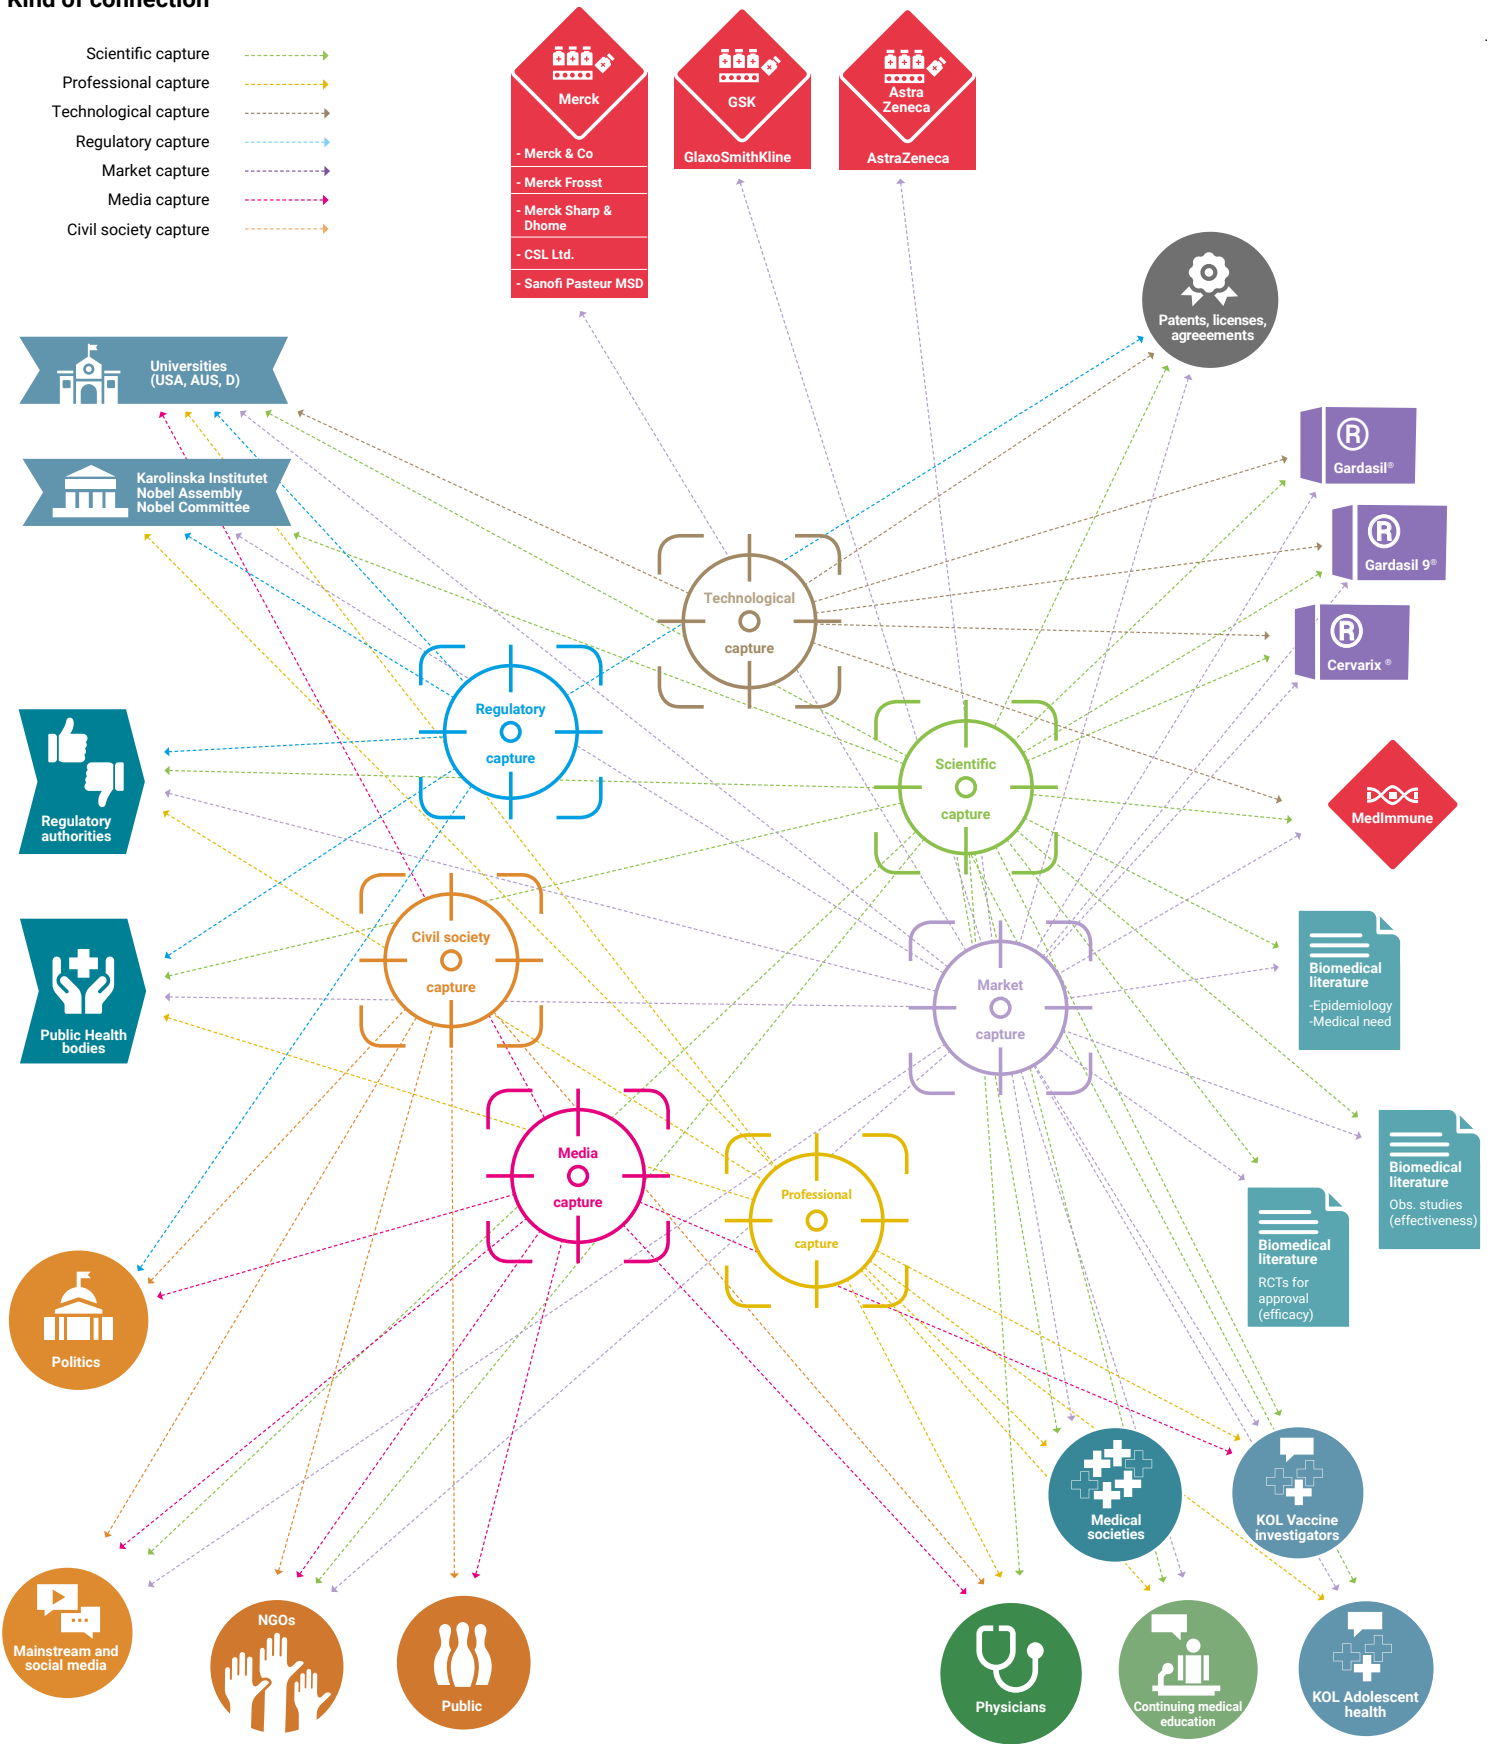 Kind of connection
Scientific capture
Professional capture
Technological capture
Regulatory capture
Market capture
Media capture
Civil society capture
Merck
- Merck & Co
- Merck Frosst
- Merck Sharp &
Dhome
- CSL Ltd.
- Sanofi Pasteur MSD
GSK
GlaxoSmithKline
Astra
Zeneca
AstraZeneca
Patents, licenses,
agreeements
Universities
(USA, AUS, D)
Karolinska Institutet
Nobel Assembly
Nobel Committee
R
Gardasil®
R
Gardasil 9®
R
Cervarix ®
Technological
capture
Regulatory
capture
Scientific
capture
Regulatory
authorities
MedImmune
Civil society
capture
Market
capture
Public Health
bodies
Biomedical
literature
-Epidemiology
-Medical need
Media
capture
Professional
capture
Biomedical
literature
Obs. studies
(effectiveness)
Biomedical
literature
RCTs for
approval
(efficacy)
Politics
Medical
societies
KOL Vaccine
investigators
Mainstream and
social media
NGOs
Public
Physicians
Continuing medical
education
KOL Adolescent
health